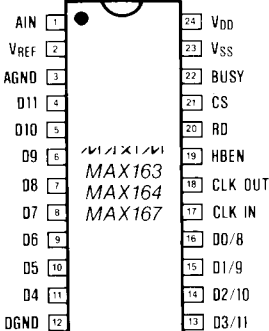 AIN 1 24 VDD
VREF 2 23 VSS
AGND 3 22 BUSY
D11 4 21 CS
D10 5 20 RD
D9 6 MAXIM 19 HBEN
D8 7 MAX163 18 CLK OUT
D7 8 MAX164 17 CLK IN
MAX167
D6 9 16 D0/8
D5 10 15 D1/9
D4 11 14 D2/10
DGND 12 13 D3/11